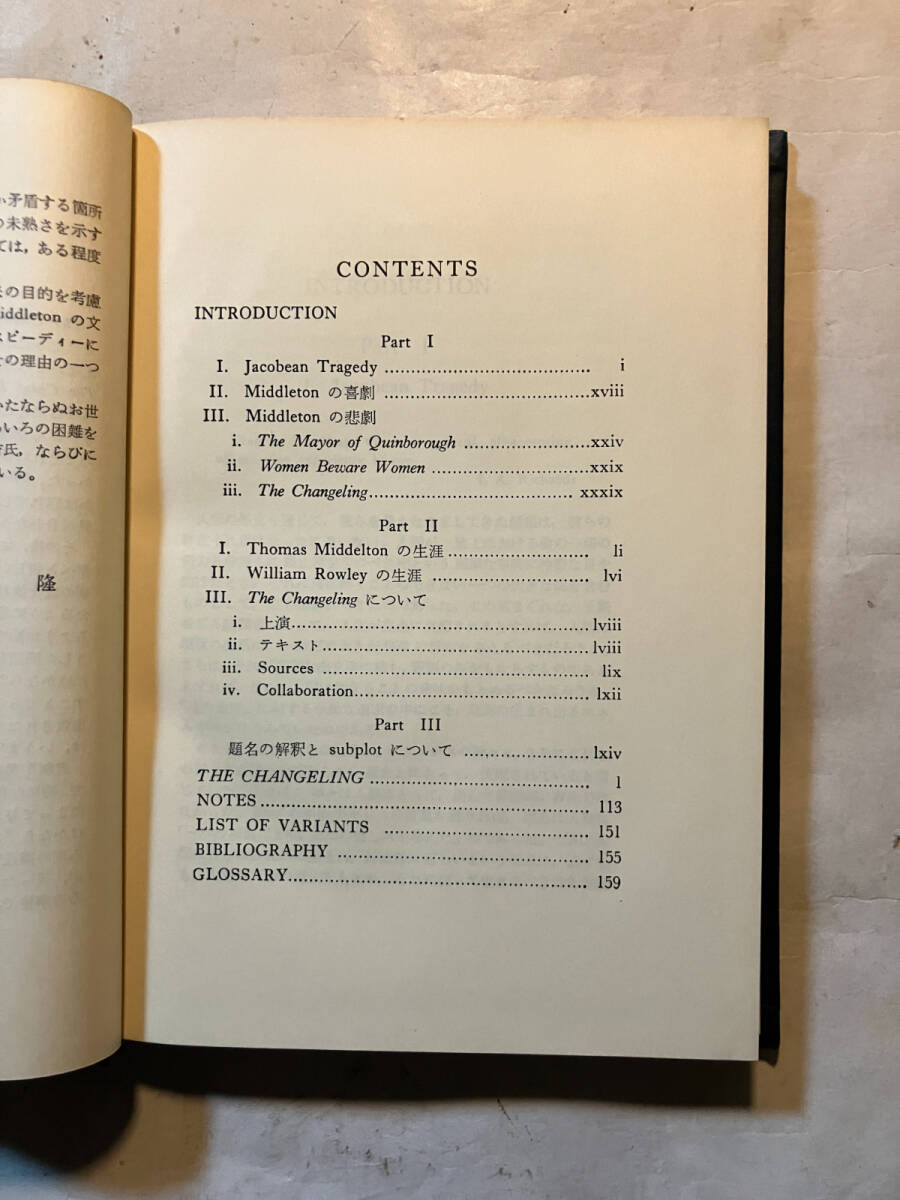 矛盾する箇所
未熟さを示す
ては，ある程度
の目的を考慮
iddleton の文
スピーディーに
の理由の一つ
かたならぬお世
いろの困難を
氏，ならびに
いる。
隆
CONTENTS
INTRODUCTION
Part I
I. Jacobean Tragedy ........................................ i
II. Middleton の喜劇 ........................................xviii
III. Middleton の悲劇
i. The Mayor of Quinborough ........................xxiv
ii. Women Beware Women ..............................xxix
iii. The Changeling........................................ xxxix
Part II
I. Thomas Middelton の生涯........................... li
II. William Rowley の生涯 .............................. lvi
III. The Changeling について
i. 上演......................................................lviii
ii. テキスト................................................lviii
iii. Sources ................................................ lix
iv. Collaboration..........................................lxii
Part III
題名の解釈と subplot について ........................ lxiv
THE CHANGELING ........................................ 1
NOTES...................................................... 113
LIST OF VARIANTS ...................................... 151
BIBLIOGRAPHY .......................................... 155
GLOSSARY.................................................. 159